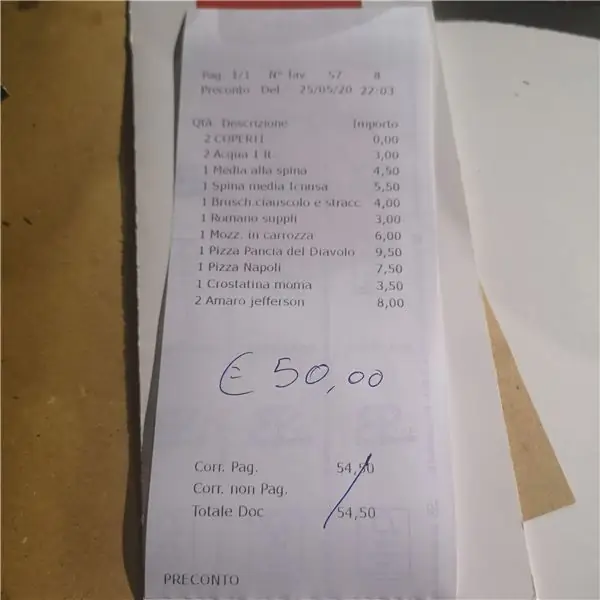 Pag 1/1 N° Tav 57 8
Preconto Del 25/05/20 22:03
Qtà Descrizione Importo
2 COPERTI 0,00
2 Acqua 1 lt 3,00
1 Media alla spina 4,50
1 Spina media Icnusa 5,50
1 Brusch.ciauscolo e stracc 4,00
1 Romano supplì 3,00
1 Mozz. in carrozza 6,00
1 Pizza Pancia del Diavolo 9,50
1 Pizza Napoli 7,50
1 Crostatina moma 3,50
2 Amaro jefferson 8,00
€ 50,00
Corr. Pag. 54,50
Corr. non Pag.
Totale Doc 54,50
PRECONTO